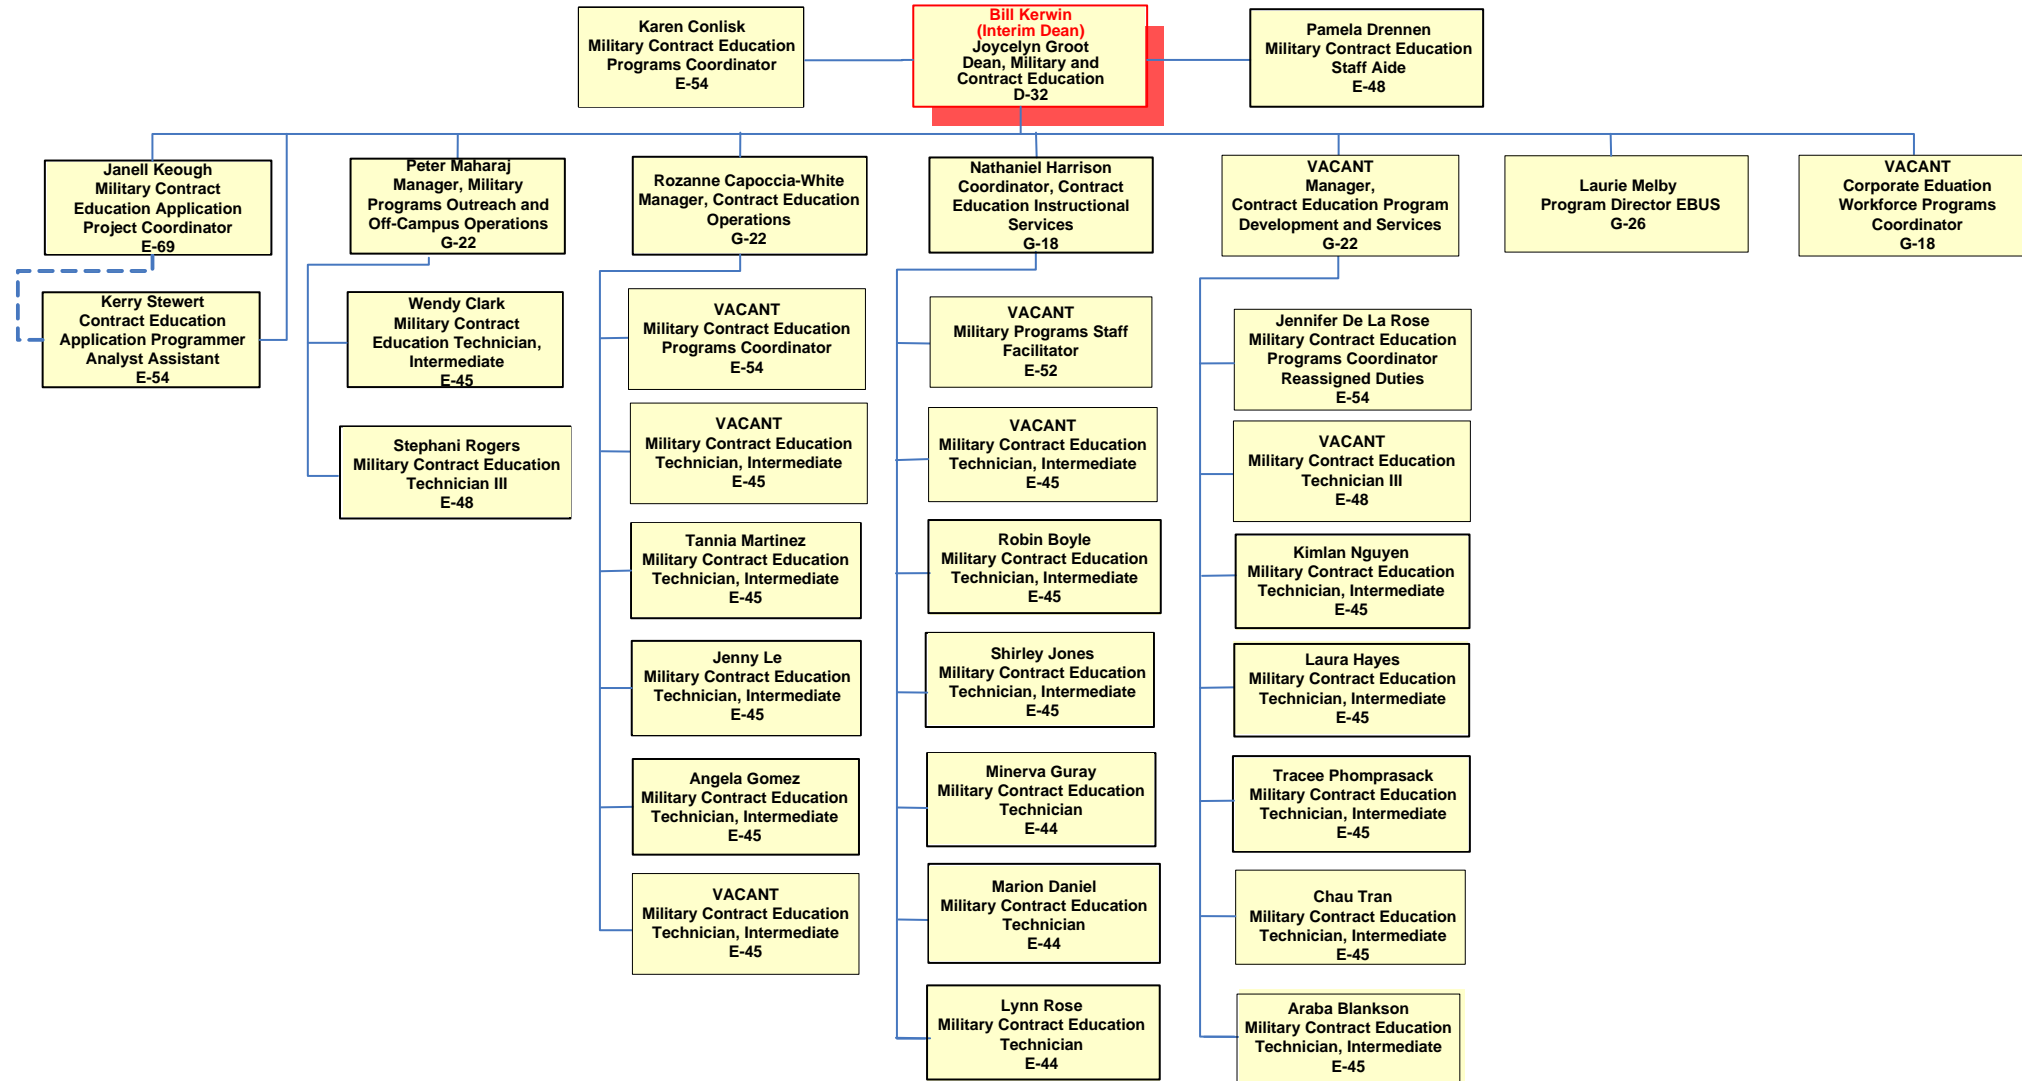 Karen Conlisk
Military Contract Education
Programs Coordinator
E-54
Bill Kerwin
(Interim Dean)
Joycelyn Groot
Dean, Military and
Contract Education
D-32
Pamela Drennen
Military Contract Education
Staff Aide
E-48
Janell Keough
Military Contract
Education Application
Project Coordinator
E-69
Peter Maharaj
Manager, Military
Programs Outreach and
Off-Campus Operations
G-22
Rozanne Capoccia-White
Manager, Contract Education
Operations
G-22
Nathaniel Harrison
Coordinator, Contract
Education Instructional
Services
G-18
VACANT
Manager,
Contract Education Program
Development and Services
G-22
Laurie Melby
Program Director EBUS
G-26
VACANT
Corporate Eduation
Workforce Programs
Coordinator
G-18
Kerry Stewert
Contract Education
Application Programmer
Analyst Assistant
E-54
Wendy Clark
Military Contract
Education Technician,
Intermediate
E-45
Stephani Rogers
Military Contract Education
Technician III
E-48
VACANT
Military Contract Education
Programs Coordinator
E-54
VACANT
Military Contract Education
Technician, Intermediate
E-45
Tannia Martinez
Military Contract Education
Technician, Intermediate
E-45
Jenny Le
Military Contract Education
Technician, Intermediate
E-45
Angela Gomez
Military Contract Education
Technician, Intermediate
E-45
VACANT
Military Contract Education
Technician, Intermediate
E-45
VACANT
Military Programs Staff
Facilitator
E-52
VACANT
Military Contract Education
Technician, Intermediate
E-45
Robin Boyle
Military Contract Education
Technician, Intermediate
E-45
Shirley Jones
Military Contract Education
Technician, Intermediate
E-45
Minerva Guray
Military Contract Education
Technician
E-44
Marion Daniel
Military Contract Education
Technician
E-44
Lynn Rose
Military Contract Education
Technician
E-44
Jennifer De La Rose
Military Contract Education
Programs Coordinator
Reassigned Duties
E-54
VACANT
Military Contract Education
Technician III
E-48
Kimlan Nguyen
Military Contract Education
Technician, Intermediate
E-45
Laura Hayes
Military Contract Education
Technician, Intermediate
E-45
Tracee Phomprasack
Military Contract Education
Technician, Intermediate
E-45
Chau Tran
Military Contract Education
Technician, Intermediate
E-45
Araba Blankson
Military Contract Education
Technician, Intermediate
E-45